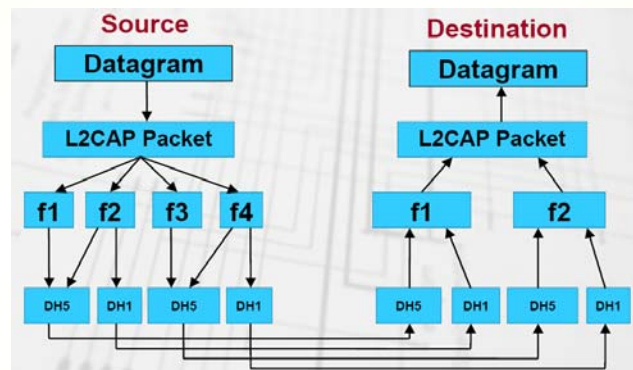 Source Destination
Datagram Datagram
L2CAP Packet L2CAP Packet
f1 f2 f3 f4 f1 f2
DH5 DH1 DH5 DH1 DH5 DH1 DH5 DH1